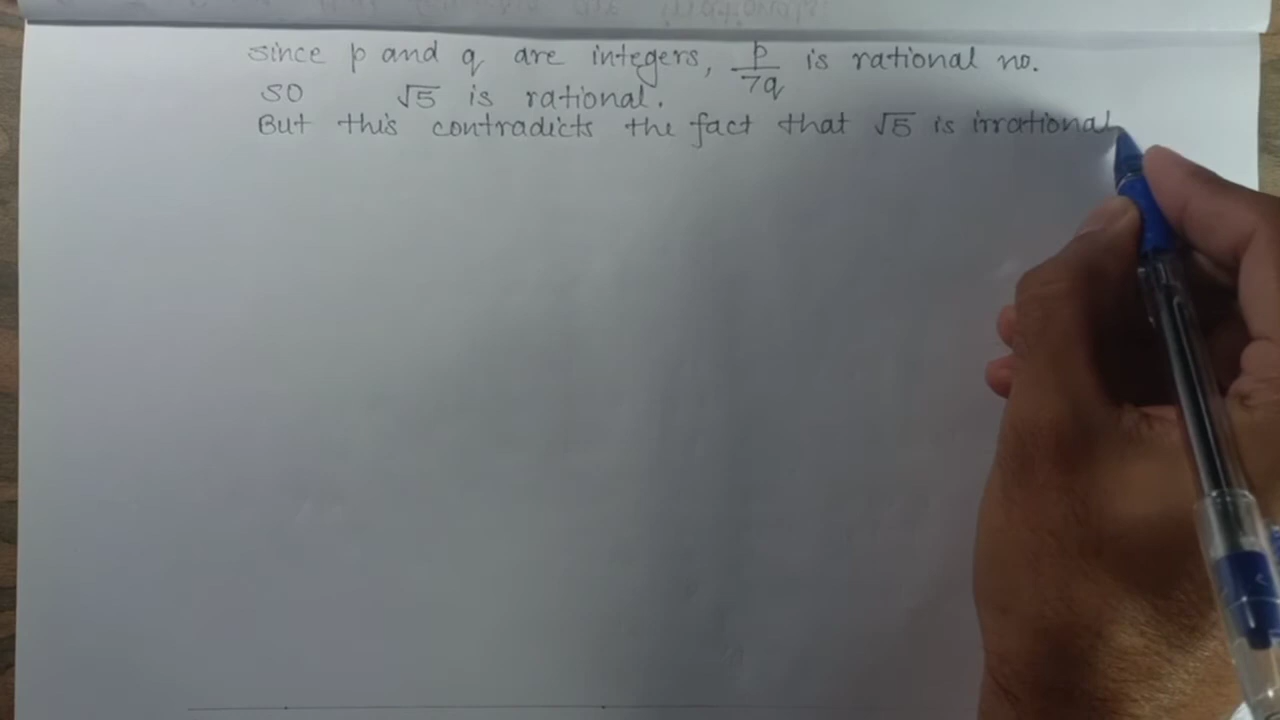 since p and q are integers, p/7q is rational no.
so √5 is rational.
But this contradicts the fact that √5 is irrational